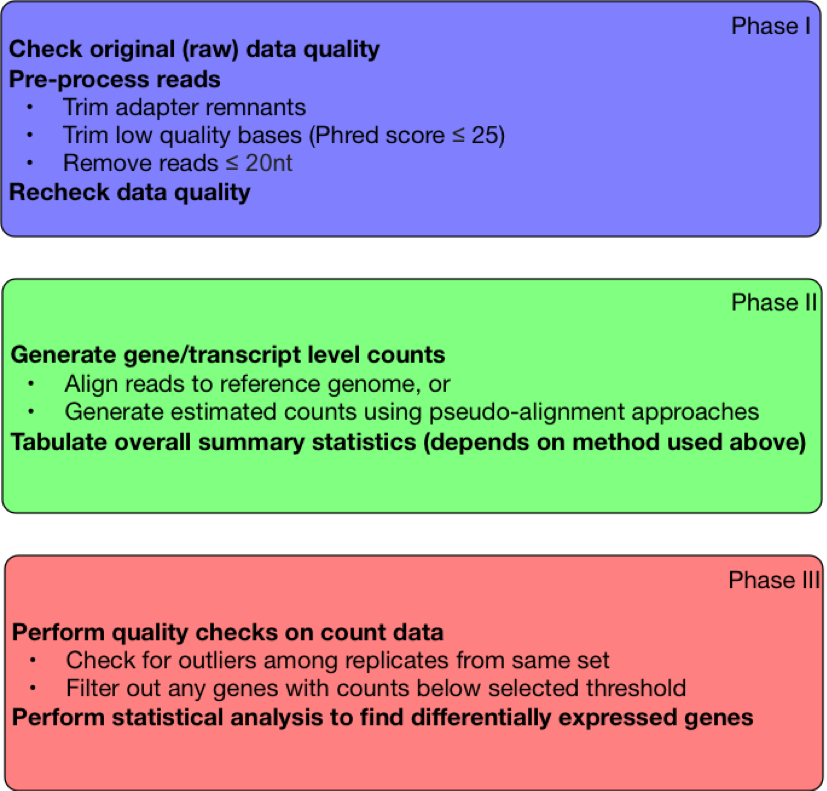 Phase I
Check original (raw) data quality
Pre-process reads
• Trim adapter remnants
• Trim low quality bases (Phred score ≤ 25)
• Remove reads ≤ 20nt
Recheck data quality
Phase II
Generate gene/transcript level counts
• Align reads to reference genome, or
• Generate estimated counts using pseudo-alignment approaches
Tabulate overall summary statistics (depends on method used above)
Phase III
Perform quality checks on count data
• Check for outliers among replicates from same set
• Filter out any genes with counts below selected threshold
Perform statistical analysis to find differentially expressed genes